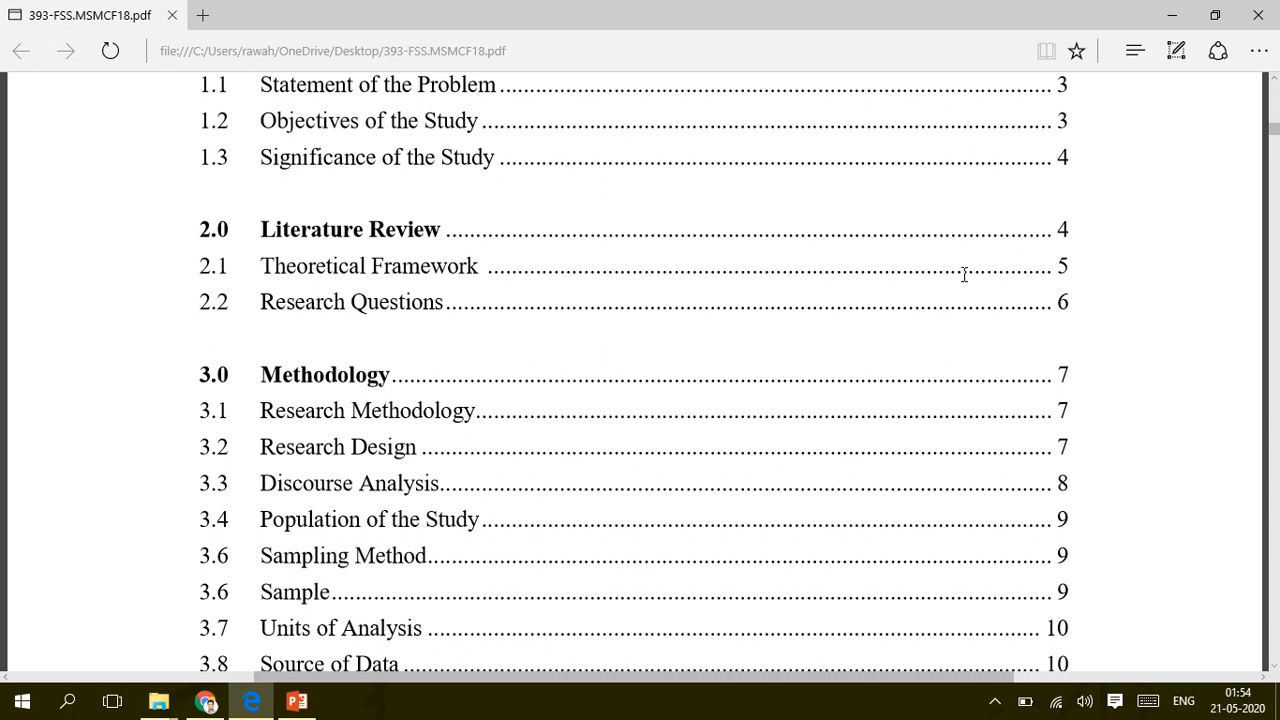 393-FSS.MSMCF18.pdf
file:///C:/Users/rawah/OneDrive/Desktop/393-FSS.MSMCF18.pdf
1.1 Statement of the Problem........................................ 3
1.2 Objectives of the Study........................................ 3
1.3 Significance of the Study........................................ 4
2.0 Literature Review........................................ 4
2.1 Theoretical Framework ........................................ 5
2.2 Research Questions........................................ 6
3.0 Methodology........................................ 7
3.1 Research Methodology........................................ 7
3.2 Research Design........................................ 7
3.3 Discourse Analysis........................................ 8
3.4 Population of the Study........................................ 9
3.6 Sampling Method........................................ 9
3.6 Sample........................................ 9
3.7 Units of Analysis........................................ 10
3.8 Source of Data........................................ 10
ENG
01:54
21-05-2020